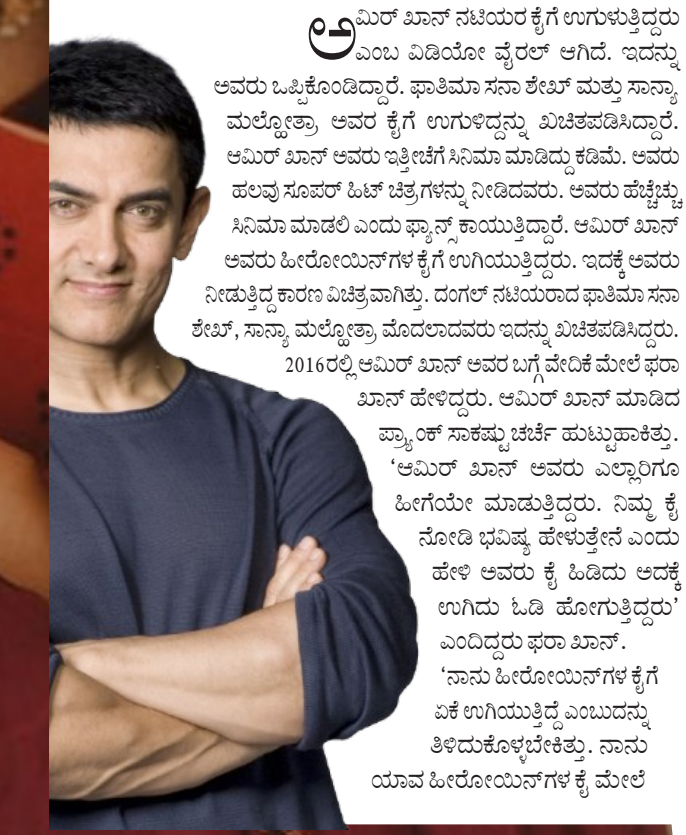 ಆಮಿರ್ ಖಾನ್ ನಟಿಯರ ಕೈಗೆ ಉಗುಳುತ್ತಿದ್ದರು
ಎಂಬ ವಿಡಿಯೋ ವೈರಲ್ ಆಗಿದೆ. ಇದನ್ನು
ಅವರು ಒಪ್ಪಿಕೊಂಡಿದ್ದಾರೆ. ಫಾತಿಮಾ ಸನಾ ಶೇಖ್ ಮತ್ತು ಸಾನ್ಯಾ
ಮಲ್ಹೋತ್ರಾ ಅವರ ಕೈಗೆ ಉಗುಳಿದ್ದನ್ನು ಖಚಿತಪಡಿಸಿದ್ದಾರೆ.
ಆಮಿರ್ ಖಾನ್ ಅವರು ಇತ್ತೀಚೆಗೆ ಸಿನಿಮಾ ಮಾಡಿದ್ದು ಕಡಿಮೆ. ಅವರು
ಹಲವು ಸೂಪರ್ ಹಿಟ್ ಚಿತ್ರಗಳನ್ನು ನೀಡಿದವರು. ಅವರು ಹೆಚ್ಚೆಚ್ಚು
ಸಿನಿಮಾ ಮಾಡಲಿ ಎಂದು ಫ್ಯಾನ್ಸ್ ಕಾಯುತ್ತಿದ್ದಾರೆ. ಆಮಿರ್ ಖಾನ್
ಅವರು ಹೀರೋಯಿನ್‌ಗಳ ಕೈಗೆ ಉಗಿಯುತ್ತಿದ್ದರು. ಇದಕ್ಕೆ ಅವರು
ನೀಡುತ್ತಿದ್ದ ಕಾರಣ ವಿಚಿತ್ರವಾಗಿತ್ತು. ದಂಗಲ್ ನಟಿಯರಾದ ಫಾತಿಮಾ ಸನಾ
ಶೇಖ್, ಸಾನ್ಯಾ ಮಲ್ಹೋತ್ರಾ ಮೊದಲಾದವರು ಇದನ್ನು ಖಚಿತಪಡಿಸಿದ್ದರು.
2016ರಲ್ಲಿ ಆಮಿರ್ ಖಾನ್ ಅವರ ಬಗ್ಗೆ ವೇದಿಕೆ ಮೇಲೆ ಫರಾ
ಖಾನ್ ಹೇಳಿದ್ದರು. ಆಮಿರ್ ಖಾನ್ ಮಾಡಿದ
ಪ್ರ್ಯಾಂಕ್ ಸಾಕಷ್ಟು ಚರ್ಚೆ ಹುಟ್ಟುಹಾಕಿತ್ತು.
‘ಆಮಿರ್ ಖಾನ್ ಅವರು ಎಲ್ಲಾರಿಗೂ
ಹೀಗೆಯೇ ಮಾಡುತ್ತಿದ್ದರು. ನಿಮ್ಮ ಕೈ
ನೋಡಿ ಭವಿಷ್ಯ ಹೇಳುತ್ತೇನೆ ಎಂದು
ಹೇಳಿ ಅವರು ಕೈ ಹಿಡಿದು ಅದಕ್ಕೆ
ಉಗಿದು ಓಡಿ ಹೋಗುತ್ತಿದ್ದರು’
ಎಂದಿದ್ದರು ಫರಾ ಖಾನ್.
‘ನಾನು ಹೀರೋಯಿನ್‌ಗಳ ಕೈಗೆ
ಏಕೆ ಉಗಿಯುತ್ತಿದ್ದೆ ಎಂಬುದನ್ನು
ತಿಳಿದುಕೊಳ್ಳಬೇಕಿತ್ತು. ನಾನು
ಯಾವ ಹೀರೋಯಿನ್‌ಗಳ ಕೈ ಮೇಲೆ